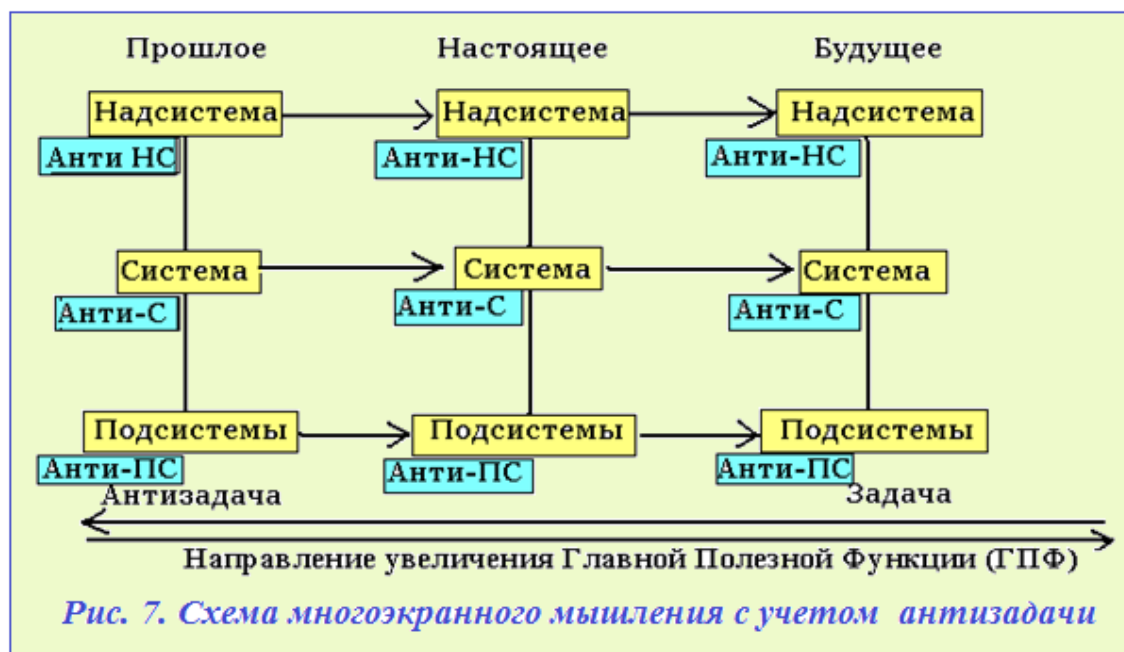 Прошлое Настоящее Будущее
Надсистема Надсистема Надсистема
Анти НС Анти-НС Анти-НС
Система Система Система
Анти-С Анти-С Анти-С
Подсистемы Подсистемы Подсистемы
Анти-ПС Анти-ПС Анти-ПС
Антизадача Задача
Направление увеличения Главной Полезной Функции (ГПФ)
Рис. 7. Схема многоэкранного мышления с учетом антизадачи